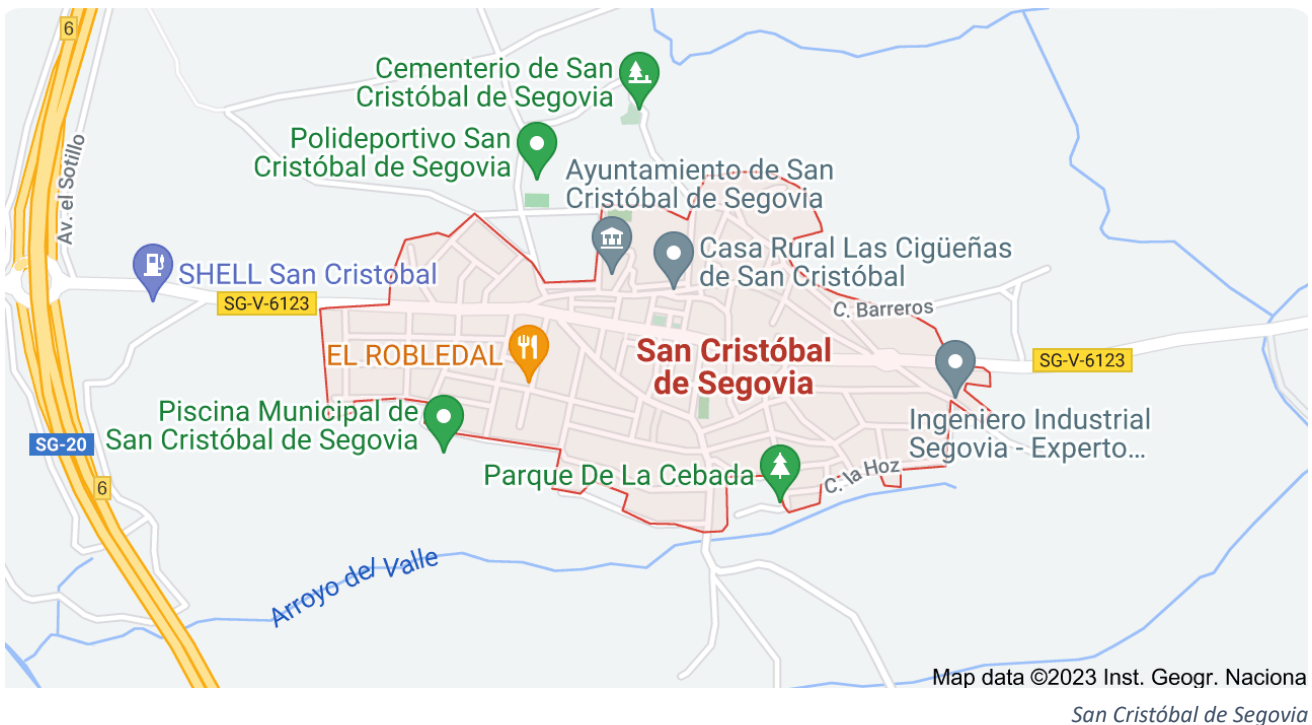 6
Cementerio de San
Cristóbal de Segovia
Polideportivo San
Cristóbal de Segovia
Ayuntamiento de San
Cristóbal de Segovia
Av. el Sotillo
SHELL San Cristobal
Casa Rural Las Cigüeñas
de San Cristóbal
SG-V-6123
C. Barreros
EL ROBLEDAL
San Cristóbal
de Segovia
SG-V-6123
Piscina Municipal de
San Cristóbal de Segovia
Ingeniero Industrial
Segovia - Experto...
SG-20
Parque De La Cebada
C. la Hoz
6
Arroyo del Valle
Map data ©2023 Inst. Geogr. Naciona
San Cristóbal de Segovia